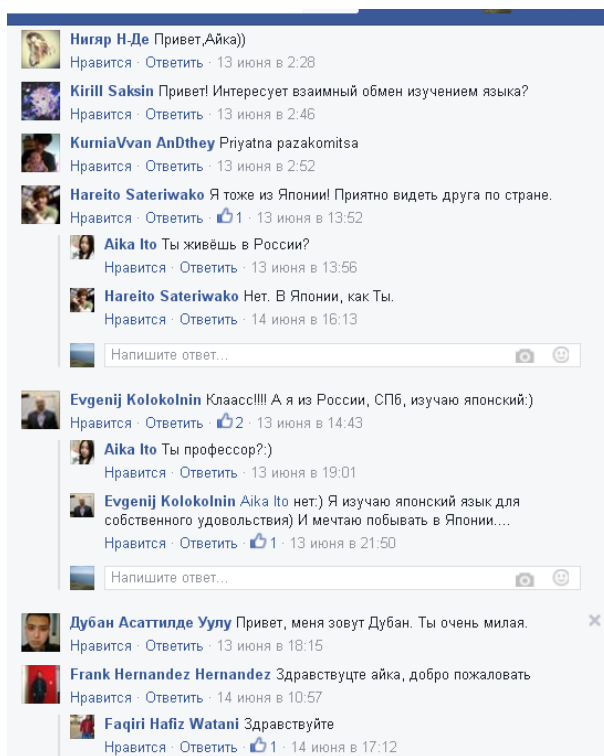 Нигяр Н-Де Привет,Айка))
Нравится · Ответить · 13 июня в 2:28
Kirill Saksin Привет! Интересует взаимный обмен изучением языка?
Нравится · Ответить · 13 июня в 2:46
KurniaVvan AnDthey Priyatna pazakomitsa
Нравится · Ответить · 13 июня в 2:52
Hareito Sateriwako Я тоже из Японии! Приятно видеть друга по стране.
Нравится · Ответить · 1 · 13 июня в 13:52
Aika Ito Ты живёшь в России?
Нравится · Ответить · 13 июня в 13:56
Hareito Sateriwako Нет. В Японии, как Ты.
Нравится · Ответить · 14 июня в 16:13
Напишите ответ...
Evgenij Kolokolnin Клаасс!!!! А я из России, СПб, изучаю японский:)
Нравится · Ответить · 2 · 13 июня в 14:43
Aika Ito Ты профессор?:)
Нравится · Ответить · 13 июня в 19:01
Evgenij Kolokolnin Aika Ito нет:) Я изучаю японский язык для
собственного удовольствия) И мечтаю побывать в Японии....
Нравится · Ответить · 1 · 13 июня в 21:50
Напишите ответ...
Дубан Асаттилде Уулу Привет, меня зовут Дубан. Ты очень милая.
Нравится · Ответить · 13 июня в 18:15
Frank Hernandez Hernandez Здравствуцте айка, добро пожаловать
Нравится · Ответить · 14 июня в 10:57
Faqiri Hafiz Watani Здравствуйте
Нравится · Ответить · 1 · 14 июня в 17:12